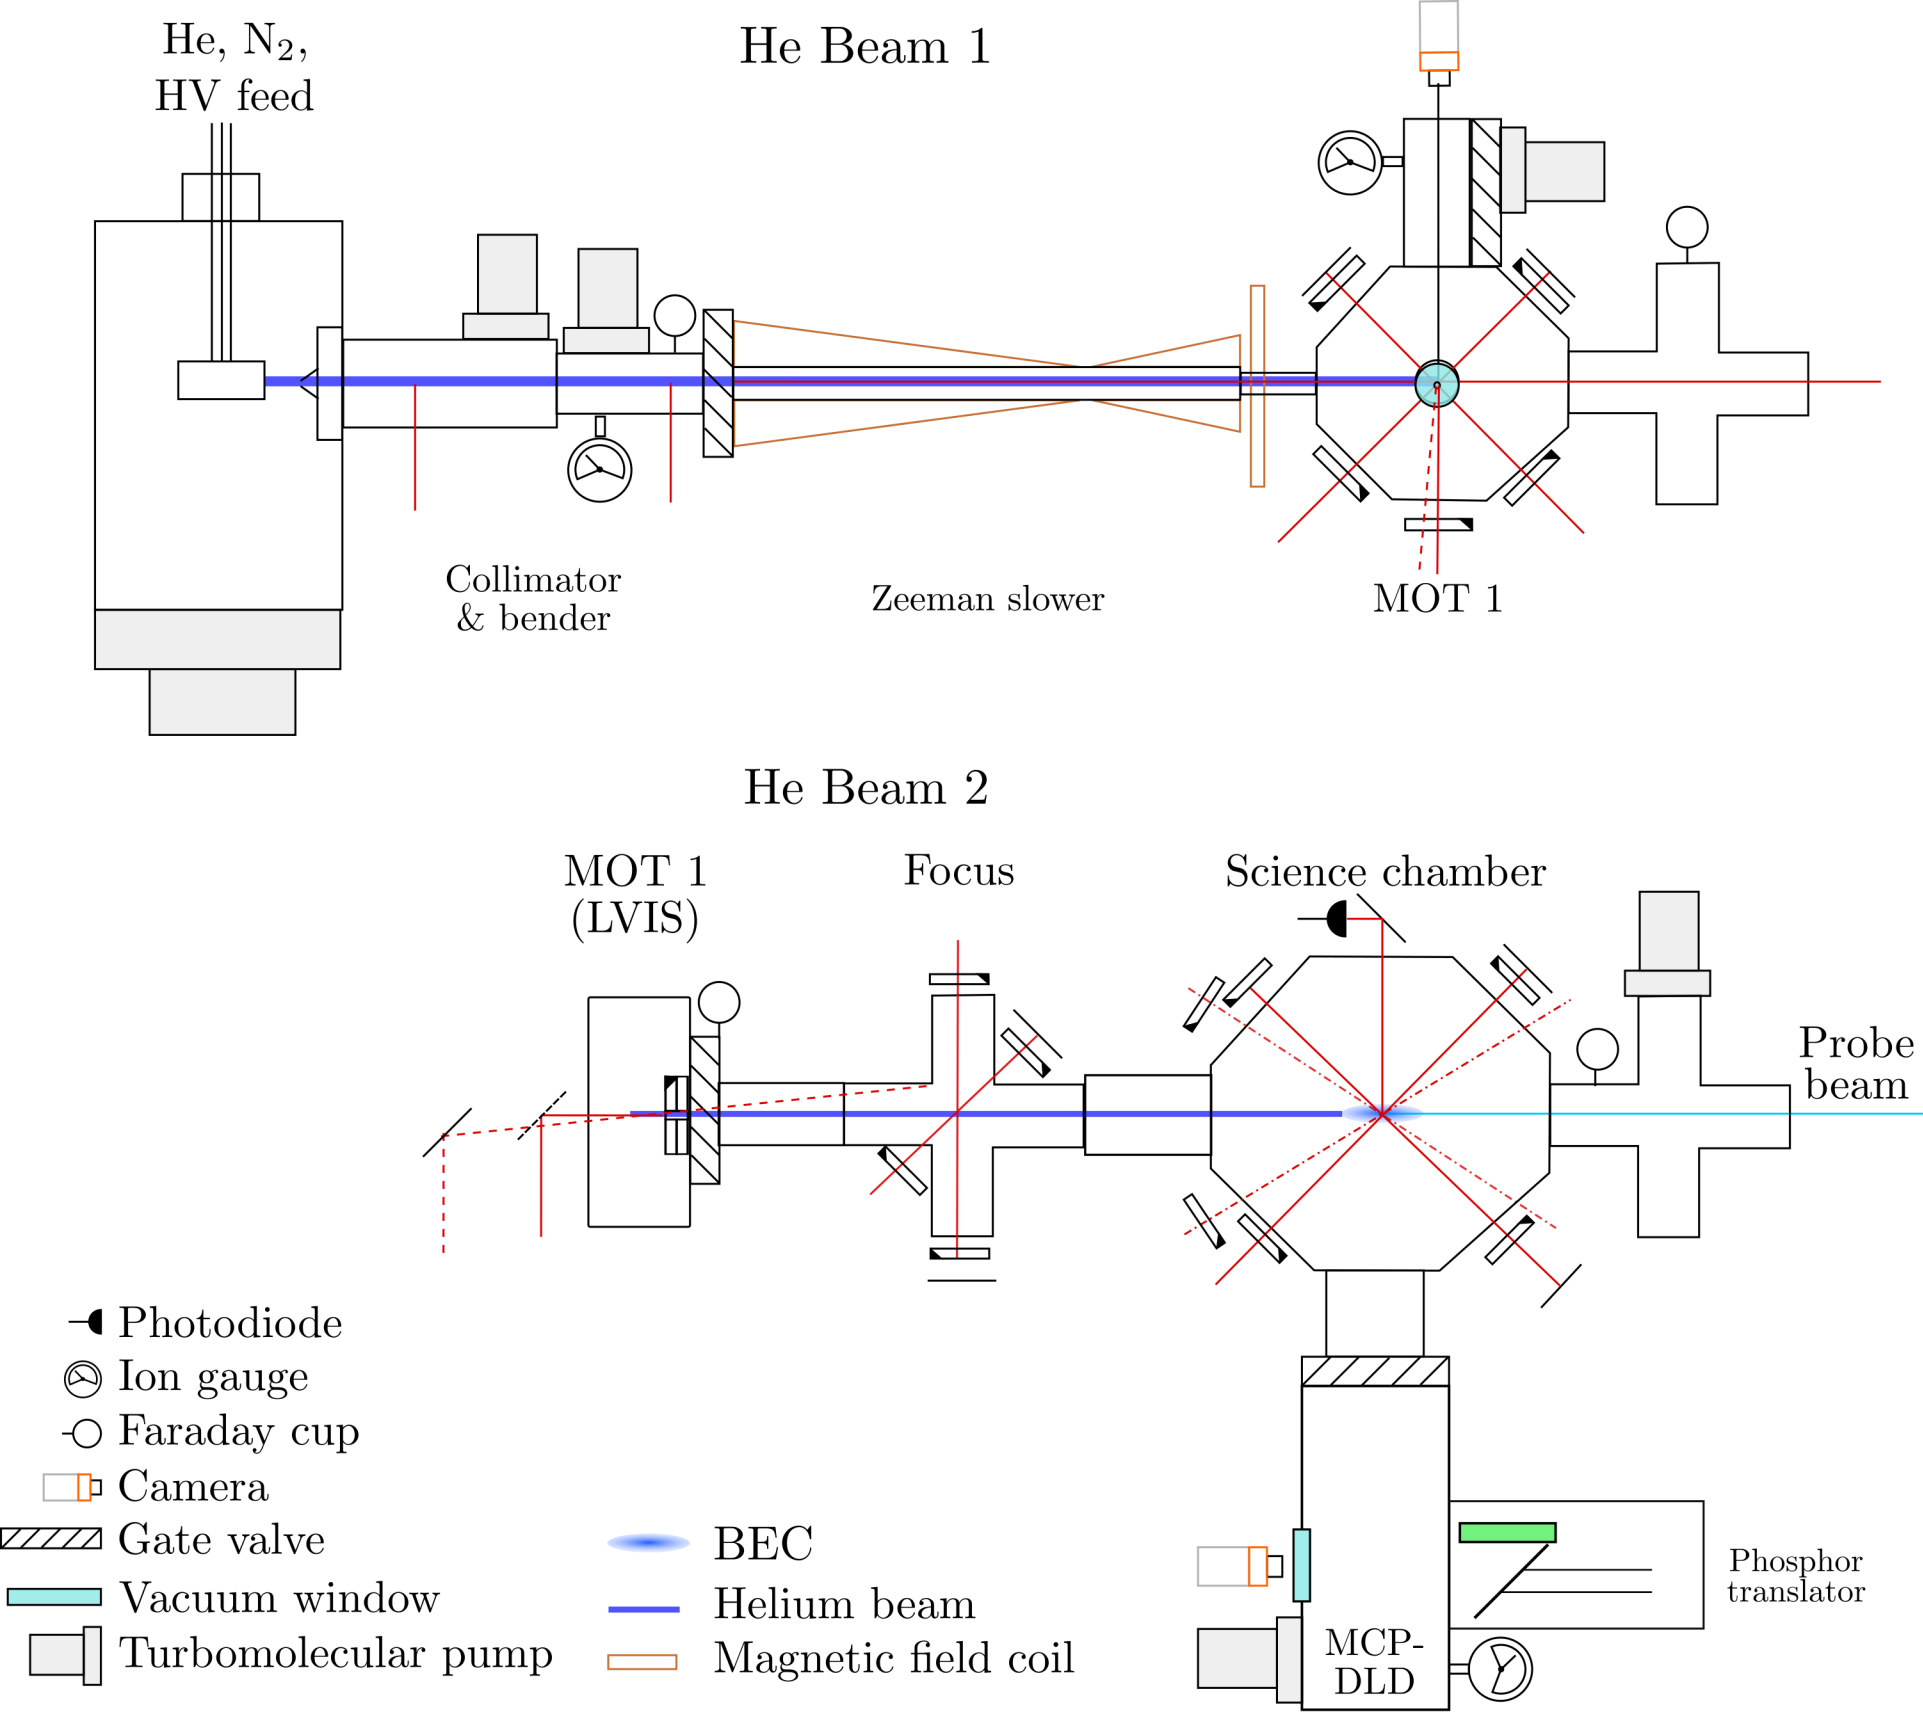 He, N₂,
HV feed
He Beam 1
Collimator
& bender
Zeeman slower
MOT 1
He Beam 2
MOT 1
(LVIS)
Focus
Science chamber
Probe
beam
Photodiode
Ion gauge
Faraday cup
Camera
Gate valve
Vacuum window
Turbomolecular pump
BEC
Helium beam
Magnetic field coil
Phosphor
translator
MCP-
DLD